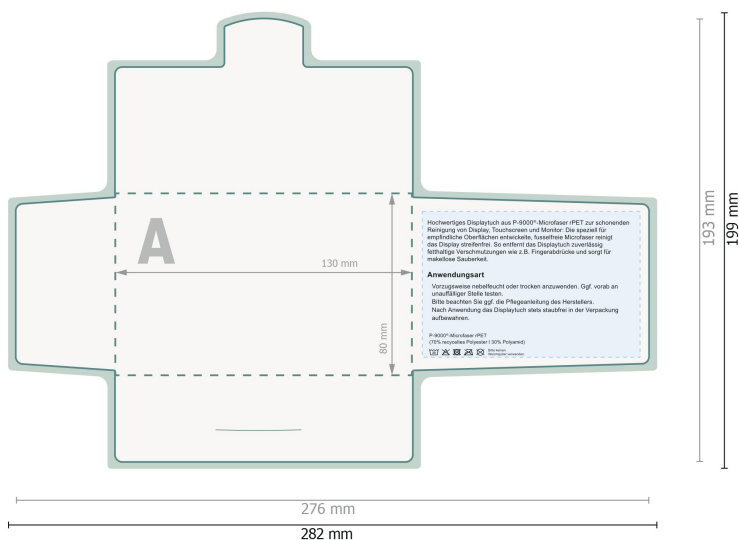 A
130 mm
80 mm
Hochwertiges Displaytuch aus P-9000®-Microfaser rPET zur schonenden
Reinigung von Display, Touchscreen und Monitor: Die speziell für
empfindliche Oberflächen entwickelte, fusselfreie Microfaser reinigt
das Display streifenfrei. So entfernt das Displaytuch zuverlässig
fetthaltige Verschmutzungen wie z.B. Fingerabdrücke und sorgt für
makellose Sauberkeit.
Anwendungsart
Vorzugsweise nebelfeucht oder trocken anzuwenden. Ggf. vorab an
unauffälliger Stelle testen.
Bitte beachten Sie ggf. die Pflegeanleitung des Herstellers.
Nach Anwendung das Displaytuch stets staubfrei in der Verpackung
aufbewahren.
P-9000®-Microfaser rPET
(70% recyceltes Polyester I 30% Polyamid)
Bitte keinen
Weichspüler verwenden
193 mm
199 mm
276 mm
282 mm